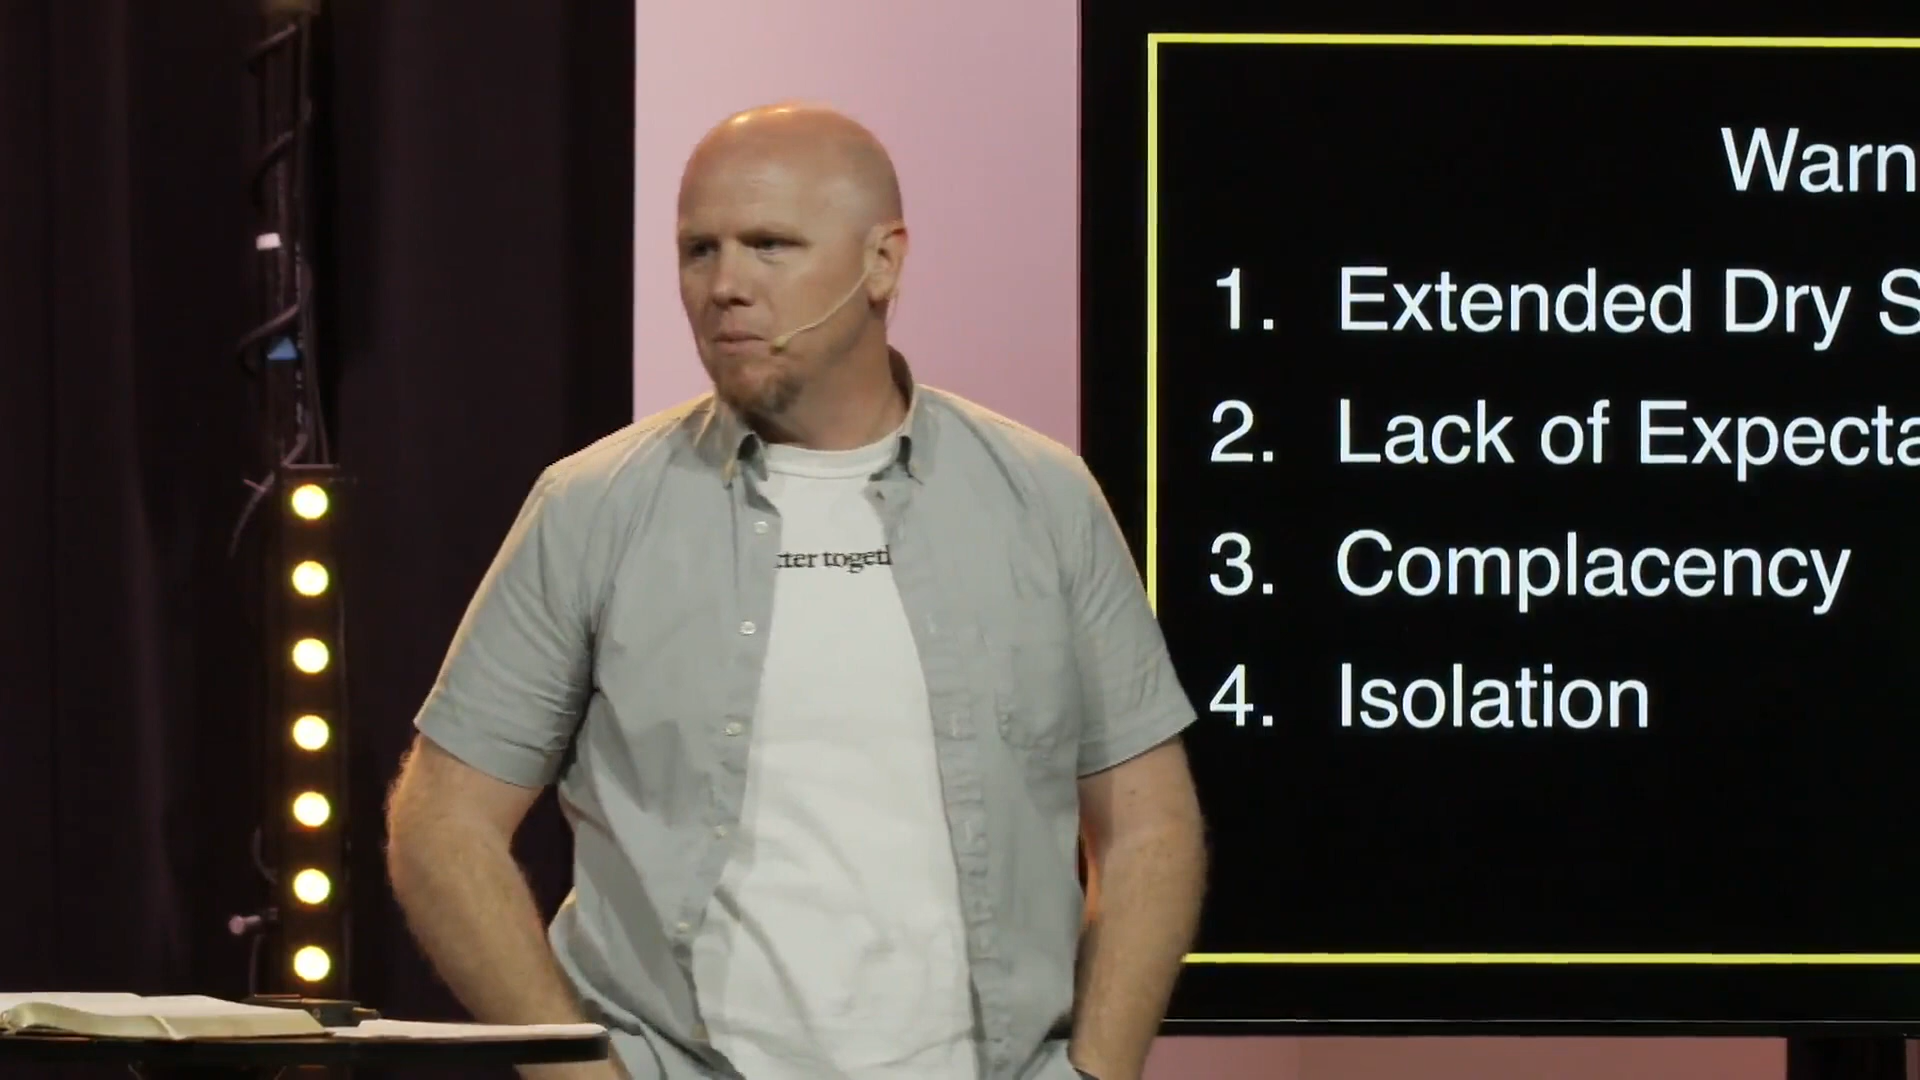 Warn
1. Extended Dry S
2. Lack of Expecta
3. Complacency
4. Isolation
tter togeth